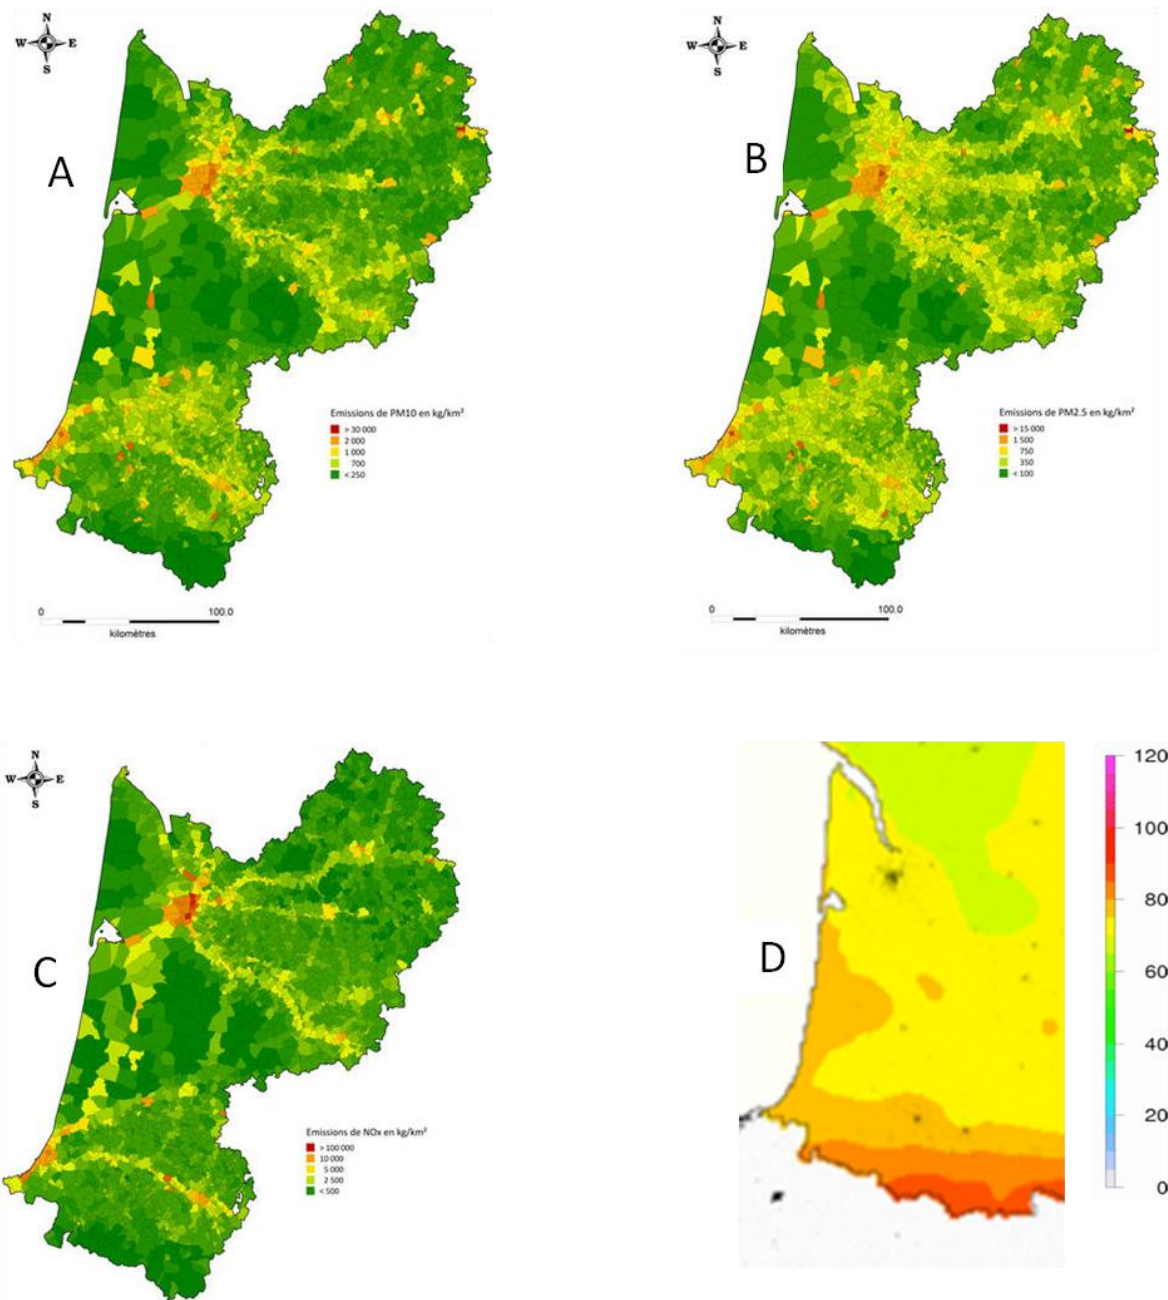 N
W E
S
A
Emissions de PM10 en kg/km²
> 30 000
2 000
1 000
700
< 250
0 100.0
kilomètres
N
W E
S
B
Emissions de PM2.5 en kg/km²
> 15 000
1 500
750
350
< 100
0 100.0
kilomètres
N
W E
S
C
Emissions de NOx en kg/km²
> 100 000
10 000
5 000
2 500
< 500
D
120
100
80
60
40
20
0